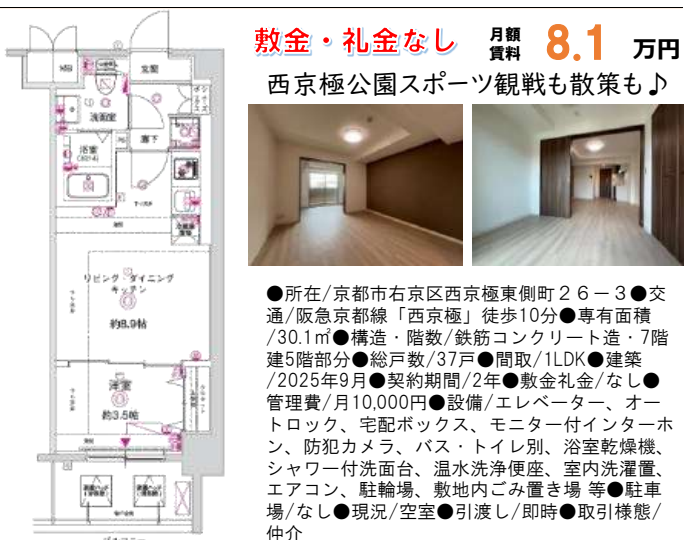 敷金・礼金なし
月額
賃料
8.1 万円
西京極公園スポーツ観戦も散策も♪
●所在/京都市右京区西京極東側町26-3●交
通/阪急京都線「西京極」徒歩10分●専有面積
/30.1㎡●構造・階数/鉄筋コンクリート造・7階
建5階部分●総戸数/37戸●間取/1LDK●建築
/2025年9月●契約期間/2年●敷金礼金/なし●
管理費/月10,000円●設備/エレベーター、オー
トロック、宅配ボックス、モニター付インターホ
ン、防犯カメラ、バス・トイレ別、浴室乾燥機、
シャワー付洗面台、温水洗浄便座、室内洗濯置、
エアコン、駐輪場、敷地内ごみ置き場 等●駐車
場/なし●現況/空室●引渡し/即時●取引様態/
仲介
玄関
洗面室
廊下
浴室
リビング・ダイニング
キッチン
約8.9帖
洋室
約3.5帖
バルコニー